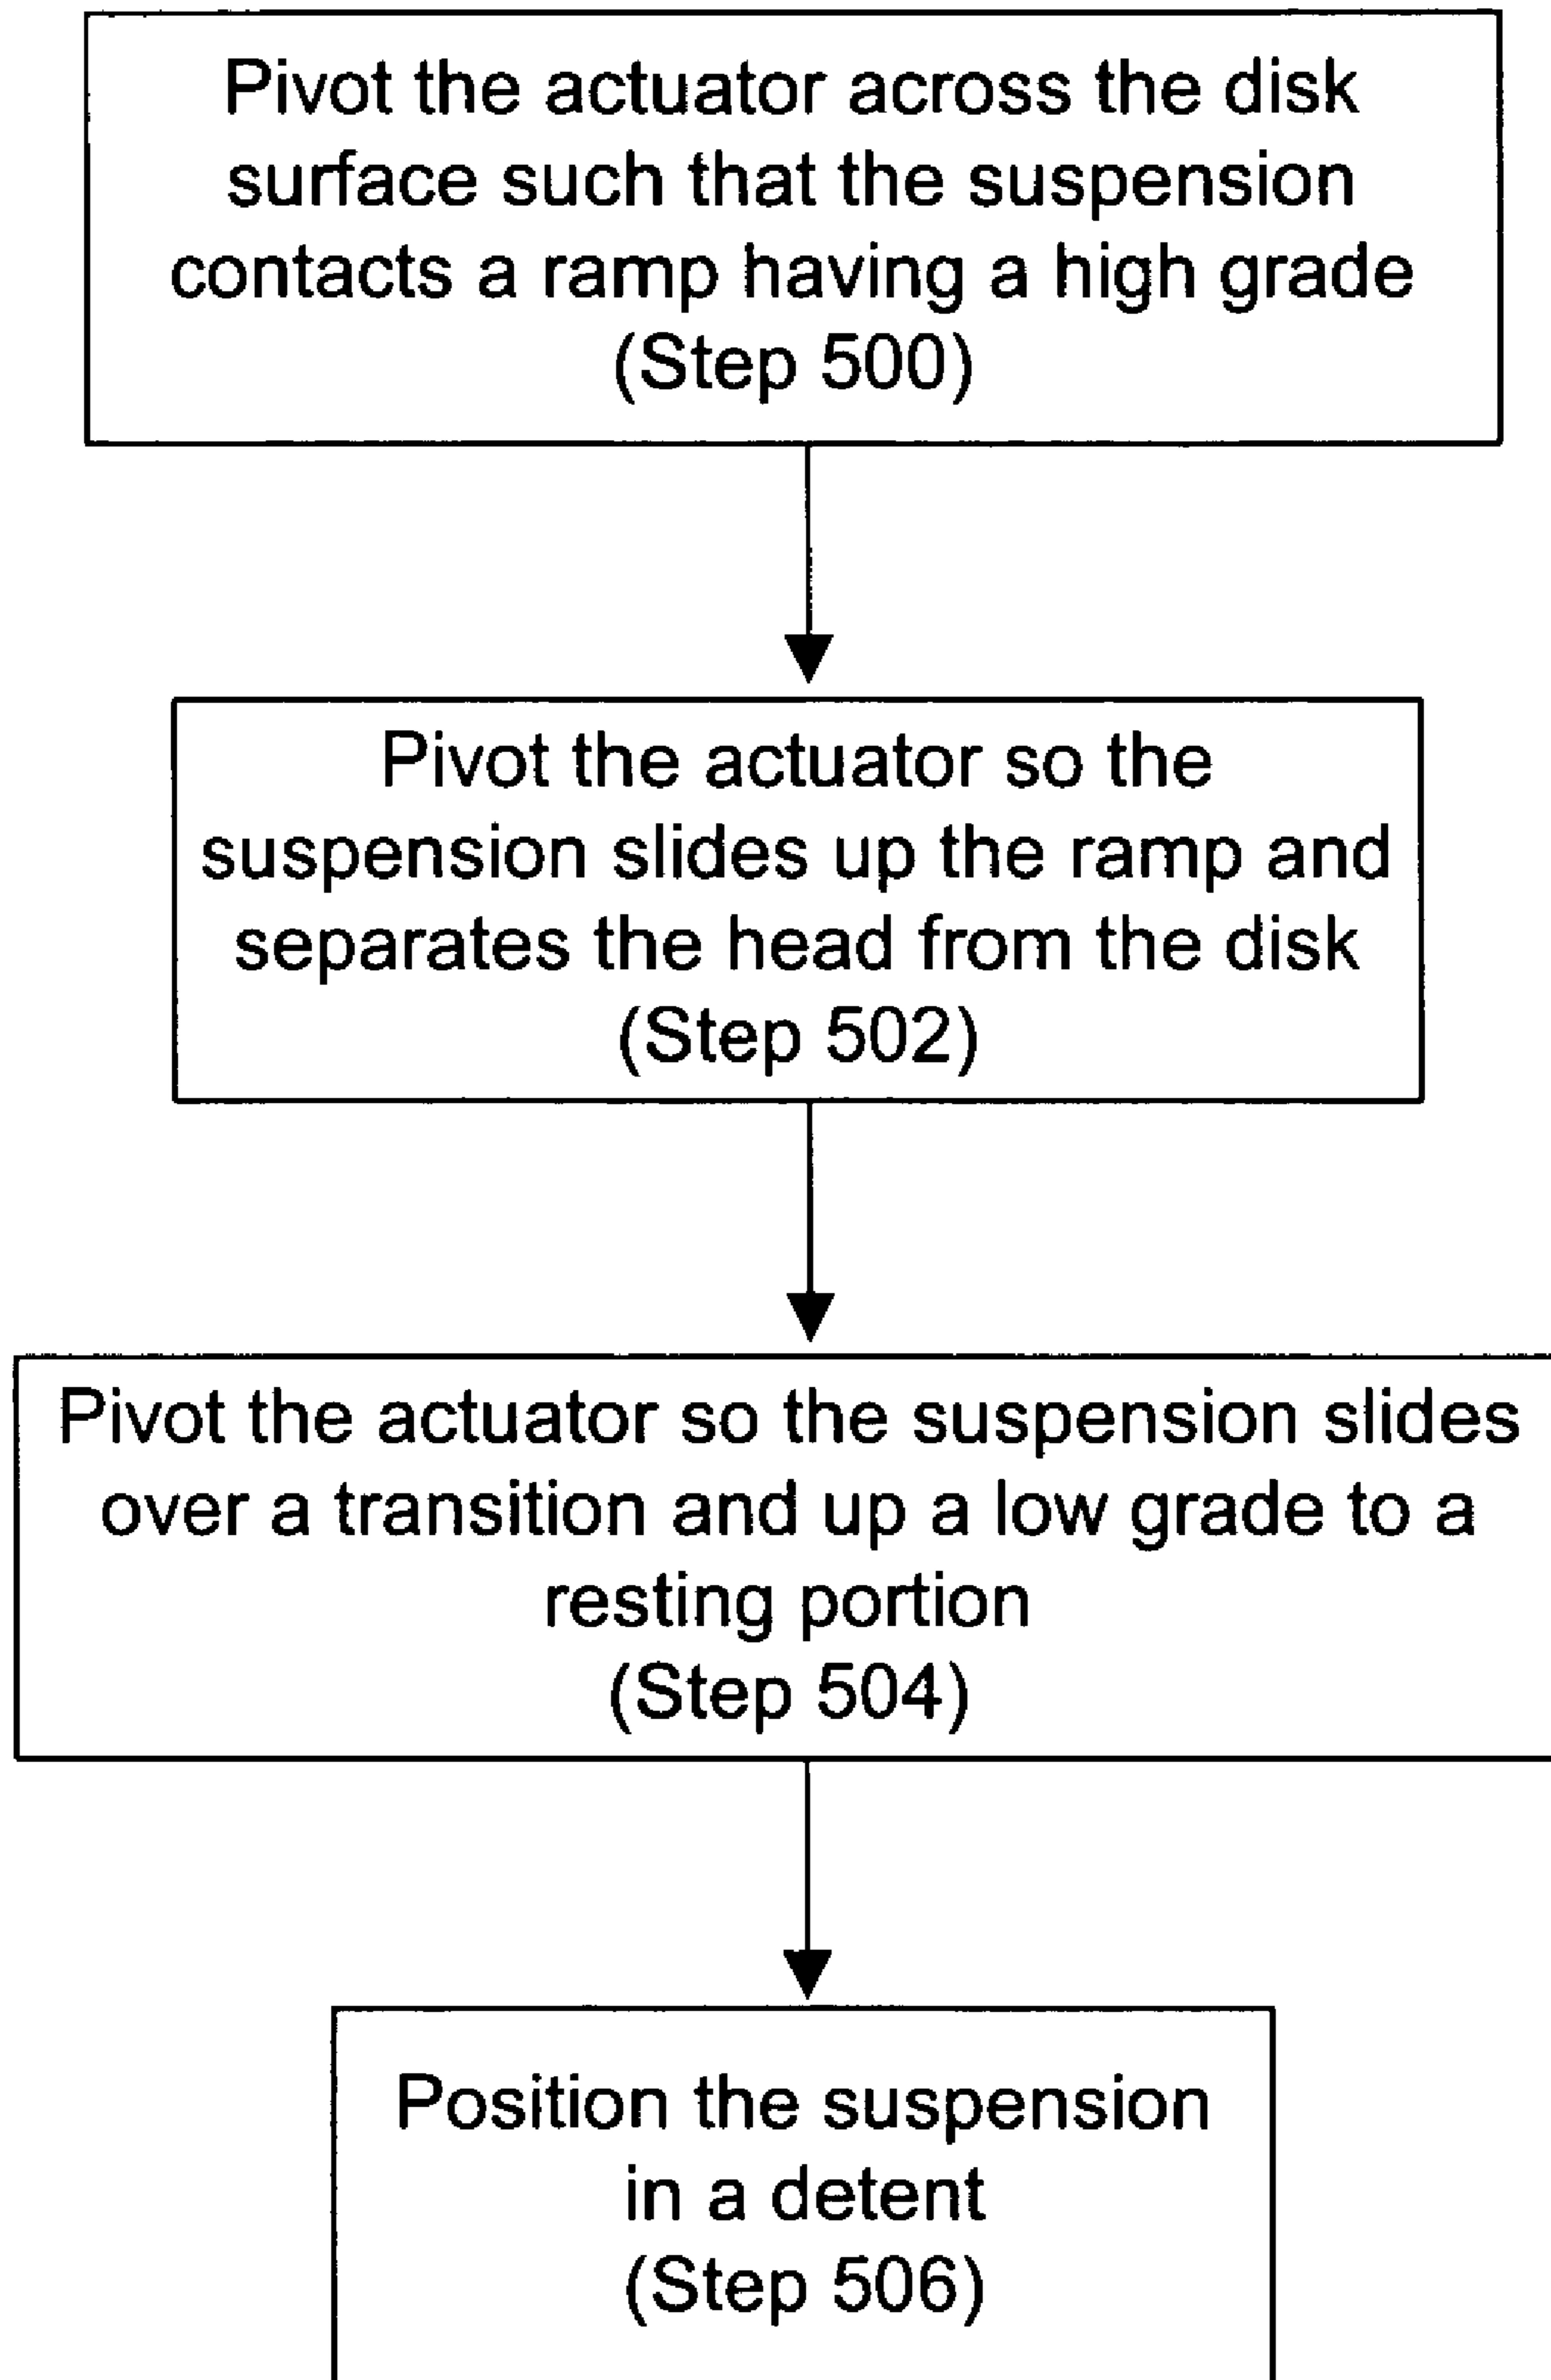 Pivot the actuator across the disk
surface such that the suspension
contacts a ramp having a high grade
(Step 500)
Pivot the actuator so the
suspension slides up the ramp and
separates the head from the disk
(Step 502)
Pivot the actuator so the suspension slides
over a transition and up a low grade to a
resting portion
(Step 504)
Position the suspension
in a detent
(Step 506)